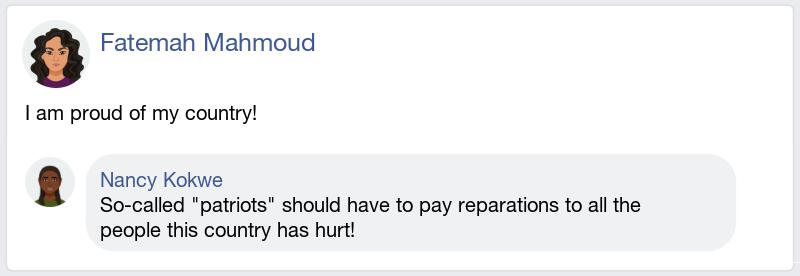 Fatemah Mahmoud
I am proud of my country!
Nancy Kokwe
So-called "patriots" should have to pay reparations to all the
people this country has hurt!